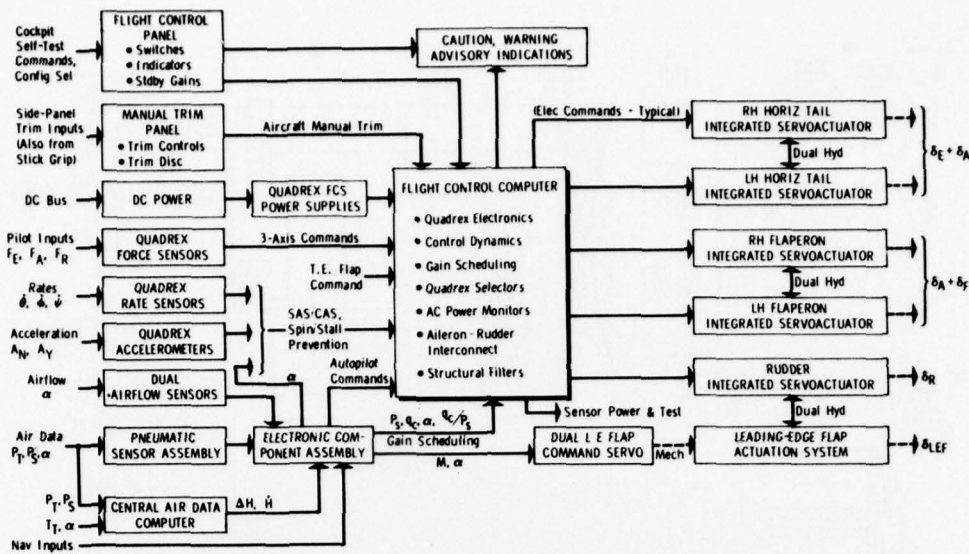 Cockpit
Self-Test
Commands,
Config Sel
FLIGHT CONTROL
PANEL
● Switches
● Indicators
● Stdby Gains
CAUTION, WARNING
ADVISORY INDICATIONS
Side-Panel
Trim Inputs
(Also from
Stick Grip)
MANUAL TRIM
PANEL
● Trim Controls
● Trim Disc
Aircraft Manual Trim
(Elec Commands - Typical)
RH HORIZ TAIL
INTEGRATED SERVOACTUATOR
Dual Hyd
LH HORIZ TAIL
INTEGRATED SERVOACTUATOR
δE + δA
DC Bus
DC POWER
QUADREX FCS
POWER SUPPLIES
FLIGHT CONTROL COMPUTER
● Quadrex Electronics
● Control Dynamics
● Gain Scheduling
● Quadrex Selectors
● AC Power Monitors
● Aileron - Rudder
Interconnect
● Structural Filters
Pilot Inputs
FE, FA, FR
QUADREX
FORCE SENSORS
3-Axis Commands
T.E. Flap
Command
RH FLAPERON
INTEGRATED SERVOACTUATOR
Dual Hyd
LH FLAPERON
INTEGRATED SERVOACTUATOR
δA + δF
Rates
θ̇, φ̇, ψ̇
QUADREX
RATE SENSORS
SAS·CAS,
Spin/Stall
Prevention
Acceleration
AN, AY
QUADREX
ACCELEROMETERS
Autopilot
Commands
Airflow
α
DUAL
AIRFLOW SENSORS
α
RUDDER
INTEGRATED SERVOACTUATOR
δR
Dual Hyd
Sensor Power & Test
Air Data
PT, PS, α
PNEUMATIC
SENSOR ASSEMBLY
ELECTRONIC COM-
PONENT ASSEMBLY
PS, qC, α, qC/PS
Gain Scheduling
M, α
DUAL L E FLAP
COMMAND SERVO
Mech
LEADING-EDGE FLAP
ACTUATION SYSTEM
δLEF
PT, PS
TT, α
CENTRAL AIR DATA
COMPUTER
ΔH, Ḣ
Nav Inputs